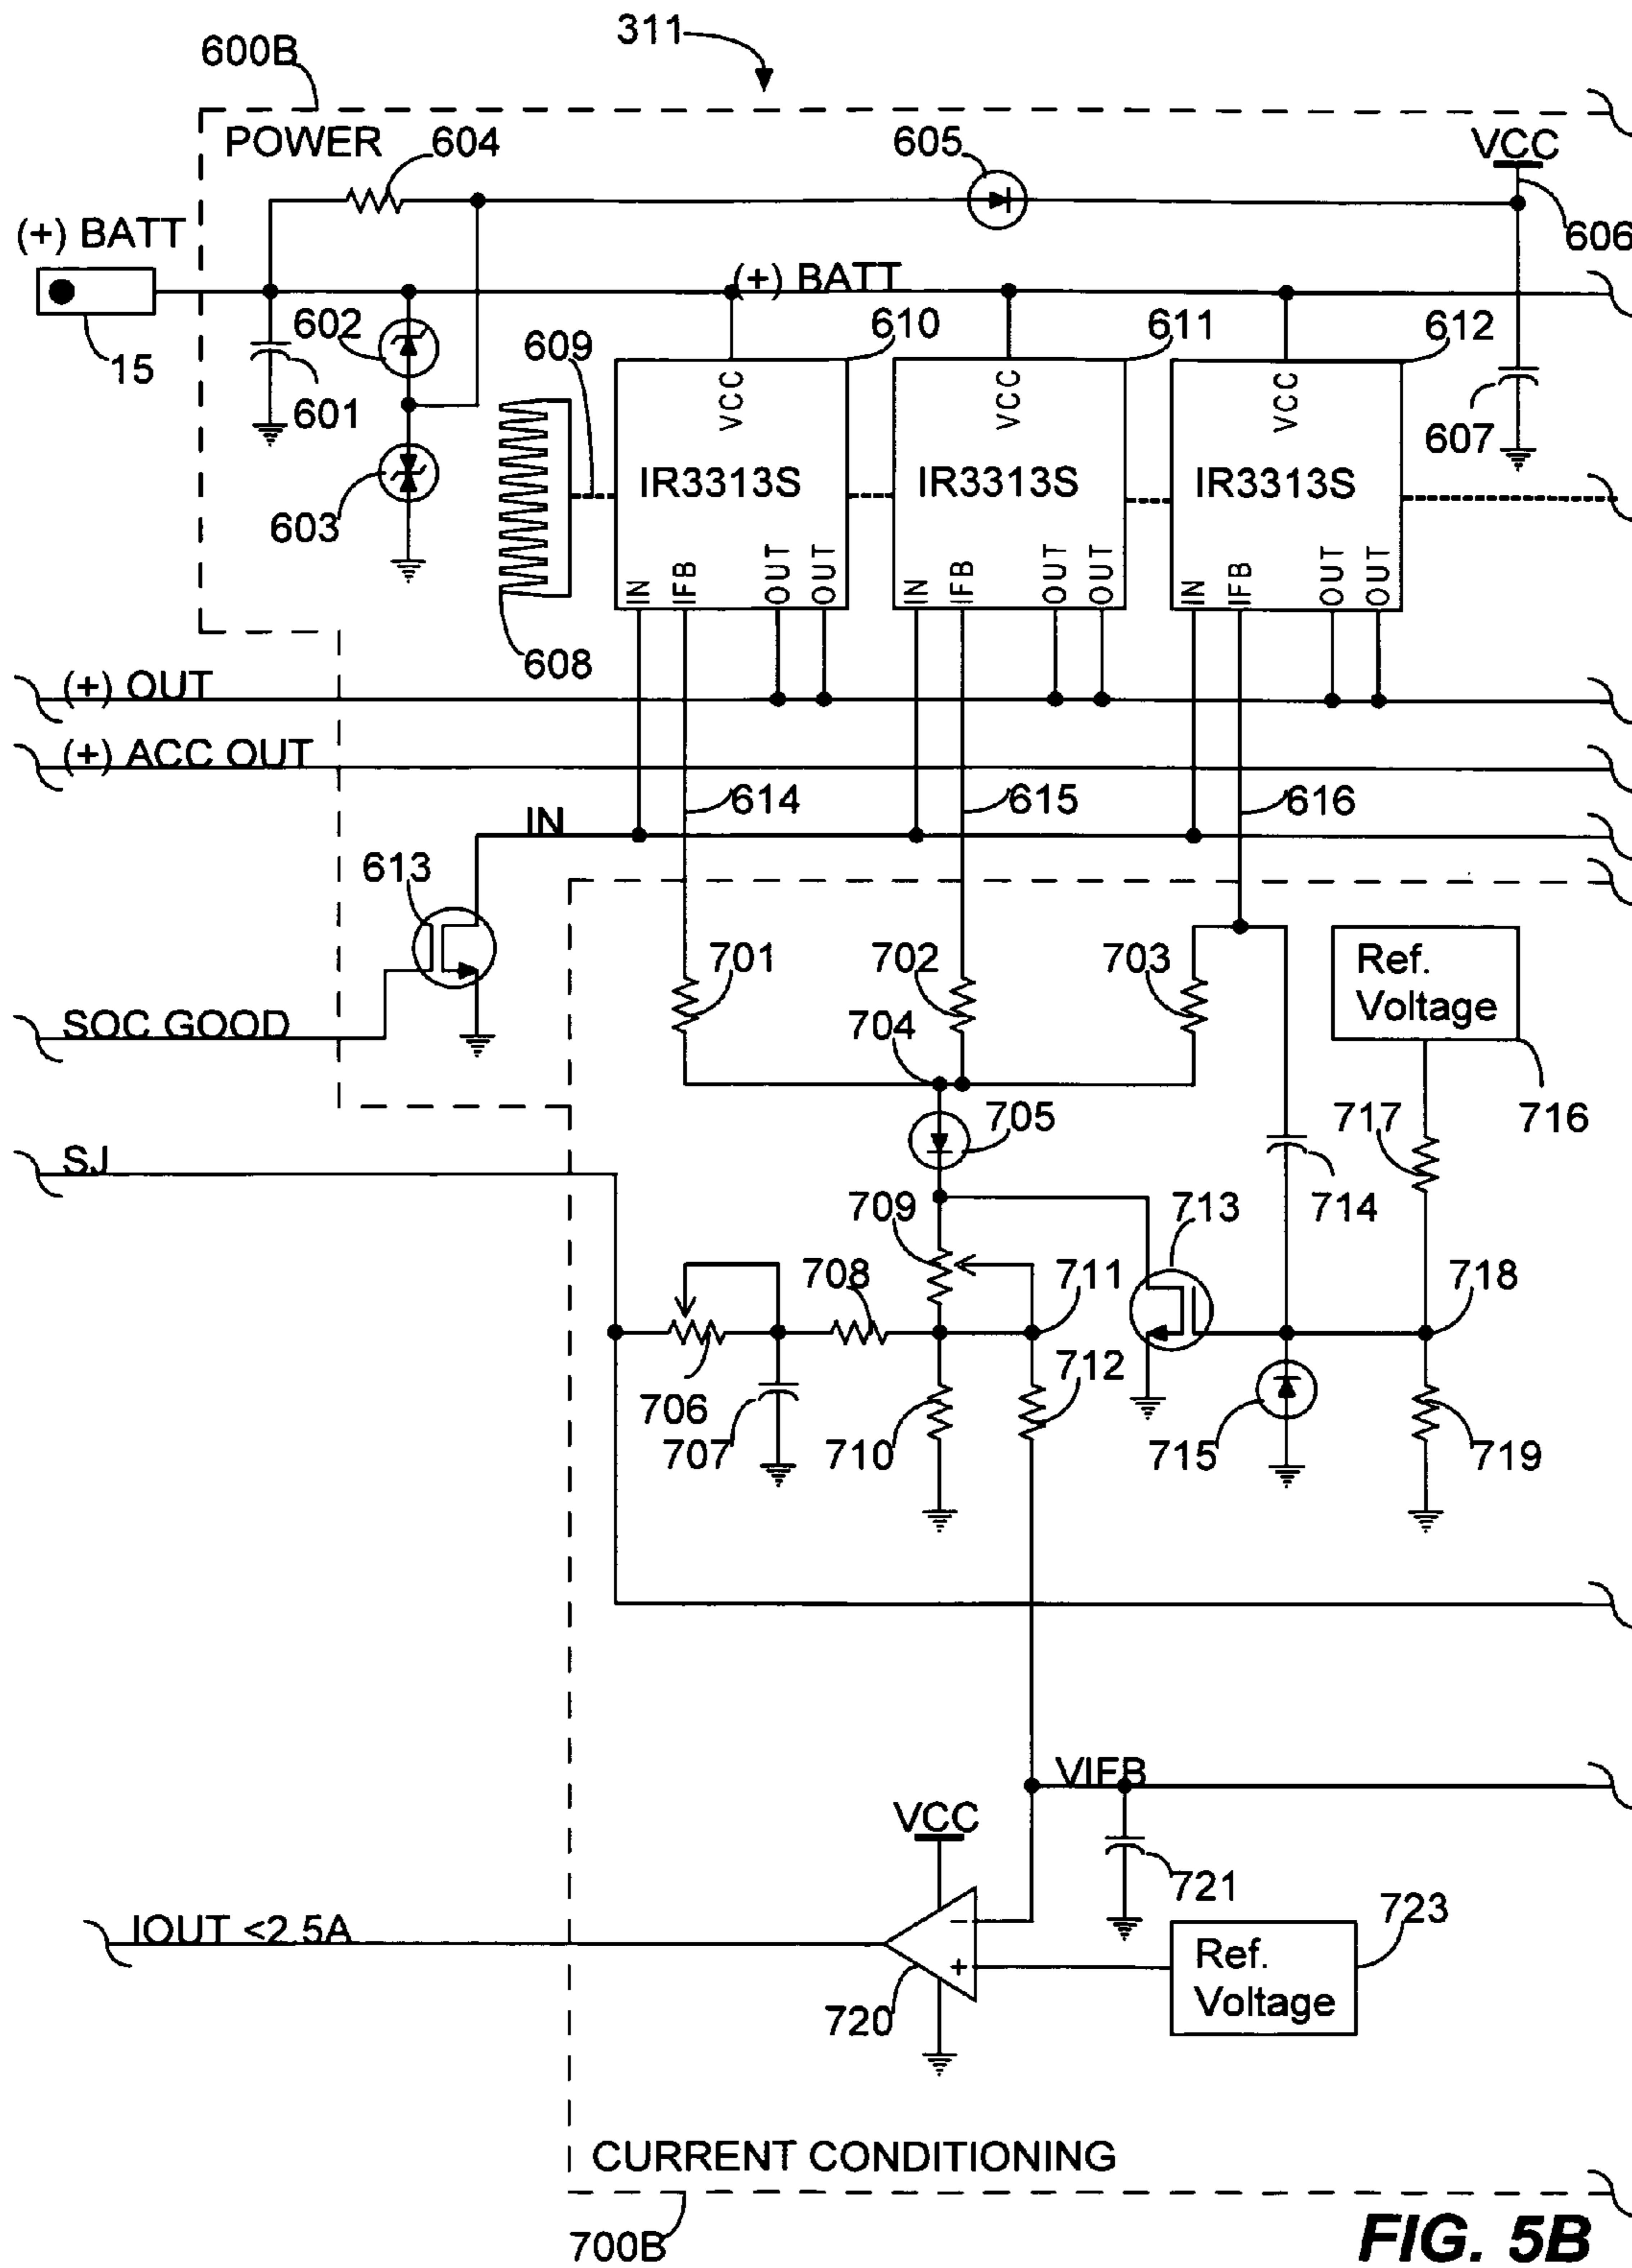 311
600B
POWER
604
605
VCC
606
(+) BATT
15
(+) BATT
602
601
603
609
608
610
611
612
607
VCC
VCC
VCC
IR3313S
IR3313S
IR3313S
IN
IFB
OUT
OUT
IN
IFB
OUT
OUT
IN
IFB
OUT
OUT
(+) OUT
(+) ACC OUT
614
615
616
IN
613
SOC GOOD
701
702
703
704
Ref.
Voltage
716
705
717
SJ
709
713
714
708
711
718
706
707
710
712
715
719
VIFB
VCC
721
IOUT <2.5A
723
Ref.
Voltage
720
CURRENT CONDITIONING
700B
FIG. 5B